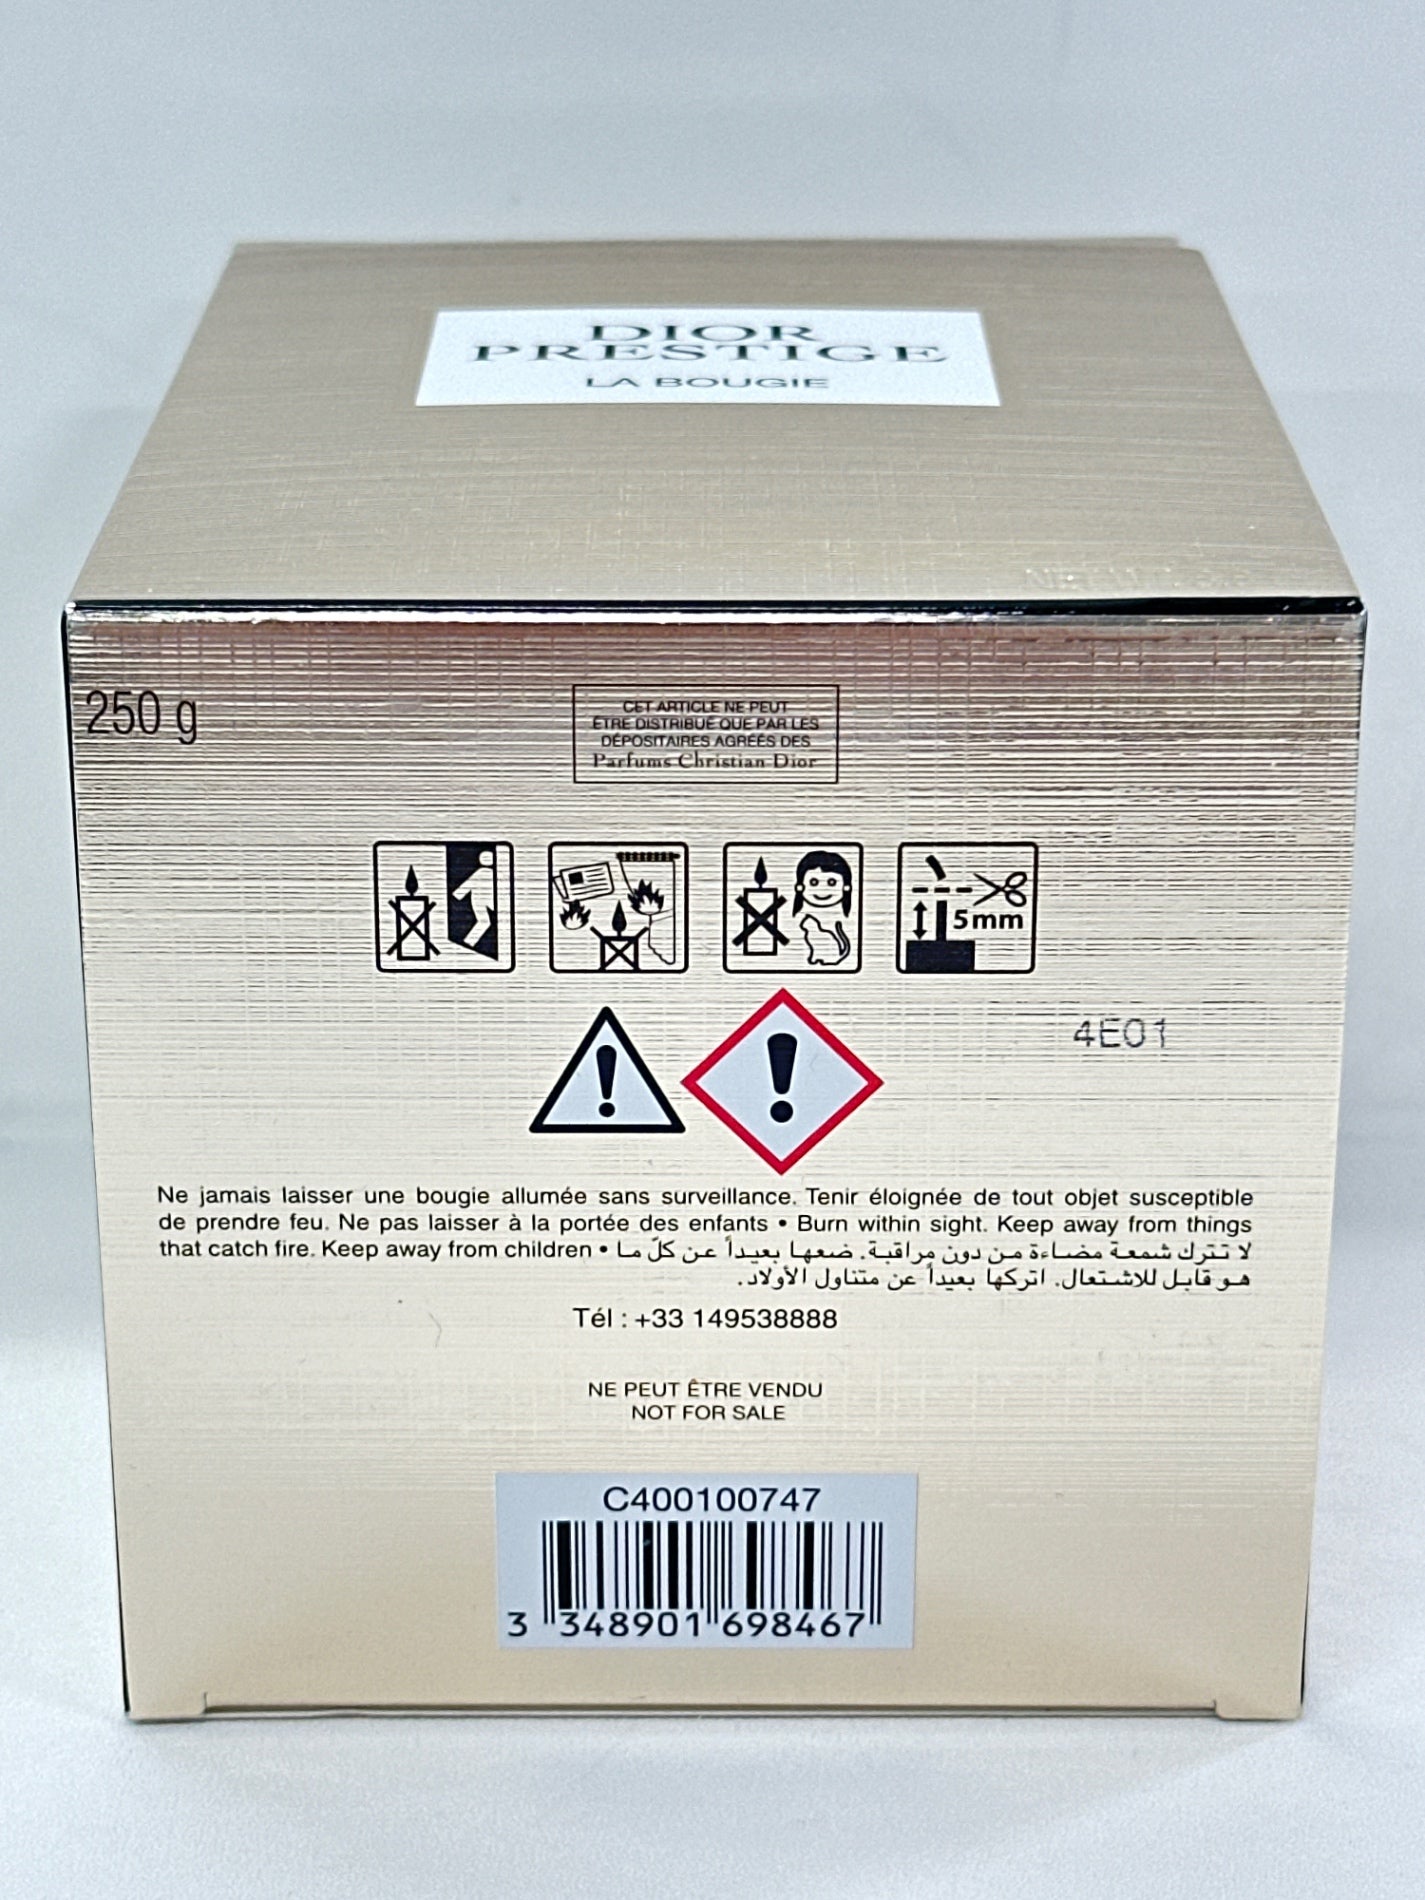 DIOR
PRESTIGE
LA BOUGIE
250 g
CET ARTICLE NE PEUT
ÊTRE DISTRIBUÉ QUE PAR LES
DÉPOSITAIRES AGRÉÉS DES
Parfums Christian Dior
5mm
4E01
Ne jamais laisser une bougie allumée sans surveillance. Tenir éloignée de tout objet susceptible
de prendre feu. Ne pas laisser à la portée des enfants • Burn within sight. Keep away from things
that catch fire. Keep away from children • لا تترك شمعة مضاءة من دون مراقبة. ضعها بعيداً عن كلّ ما
هو قابل للاشتعال. اتركها بعيداً عن متناول الأولاد.
Tél : +33 149538888
NE PEUT ÊTRE VENDU
NOT FOR SALE
C400100747
3 348901 698467